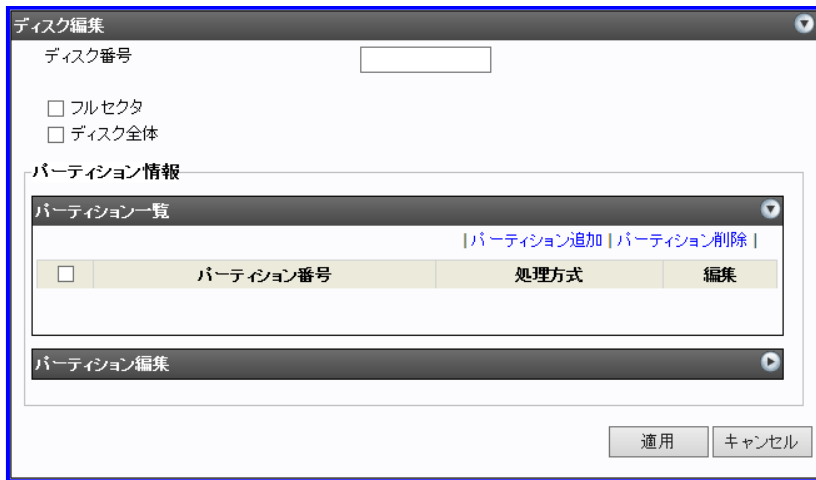 ディスク編集
ディスク番号
フルセクタ
ディスク全体
パーティション情報
パーティション一覧
|パーティション追加|パーティション削除|
パーティション番号 処理方式 編集
パーティション編集
適用 キャンセル